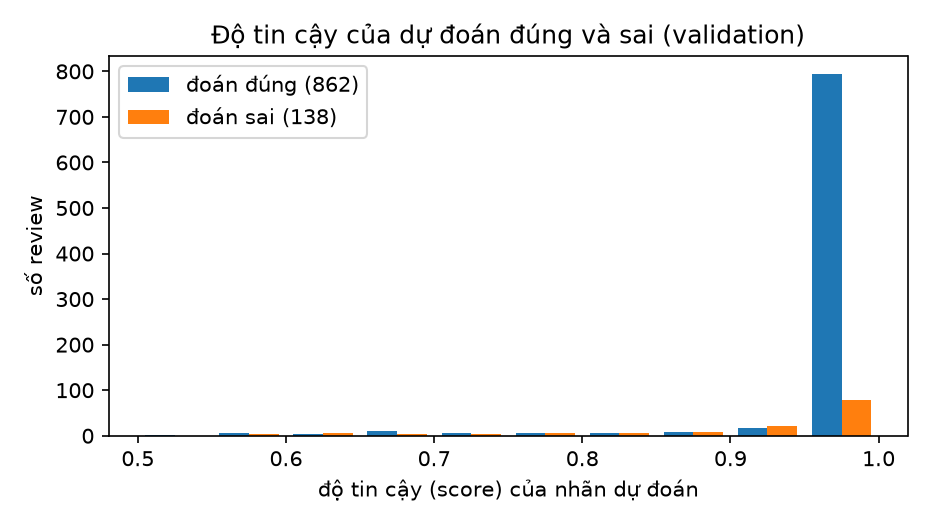 Độ tin cậy của dự đoán đúng và sai (validation)
đoán đúng (862)
đoán sai (138)
số review
800
700
600
500
400
300
200
100
0
0.5 0.6 0.7 0.8 0.9 1.0
độ tin cậy (score) của nhãn dự đoán